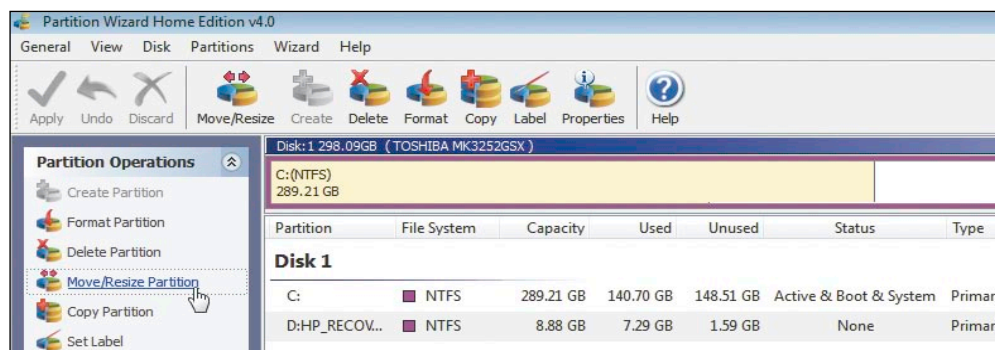 Partition Wizard Home Edition v4.0
General View Disk Partitions Wizard Help
Apply Undo Discard Move/Resize Create Delete Format Copy Label Properties Help
Partition Operations
Create Partition
Format Partition
Delete Partition
Move/Resize Partition
Copy Partition
Set Label
Disk: 1 298.09GB (TOSHIBA MK3252GSX)
C:(NTFS)
289.21 GB
Partition File System Capacity Used Unused Status Type
Disk 1
C: NTFS 289.21 GB 140.70 GB 148.51 GB Active & Boot & System Primar
D:HP_RECOV... NTFS 8.88 GB 7.29 GB 1.59 GB None Primar